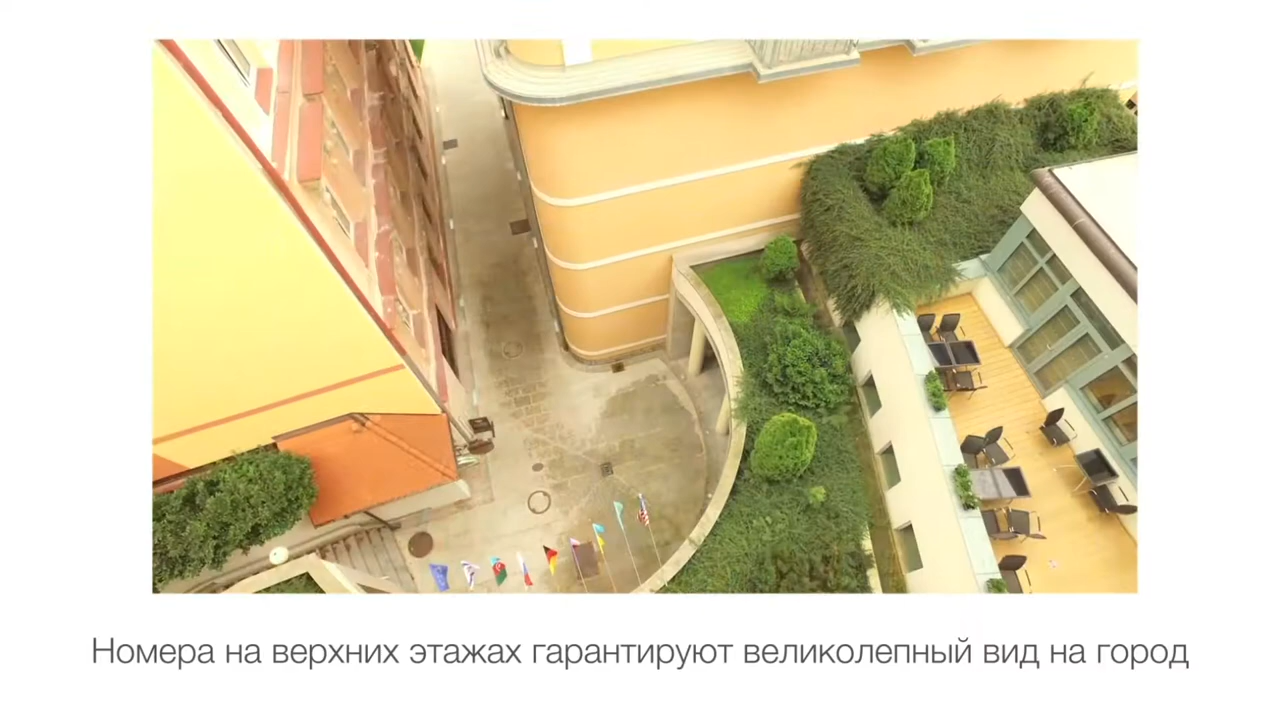 Номера на верхних этажах гарантируют великолепный вид на город